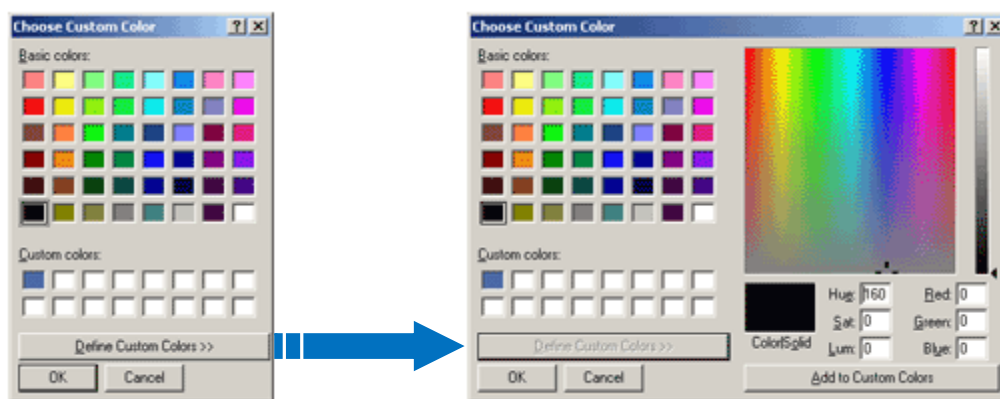 Choose Custom Color ? X
Basic colors:
Custom colors:
Define Custom Colors >>
OK Cancel
Choose Custom Color ? X
Basic colors:
Custom colors:
Define Custom Colors >>
OK Cancel
Color|Solid
Hue: 160 Red: 0
Sat: 0 Green: 0
Lum: 0 Blue: 0
Add to Custom Colors